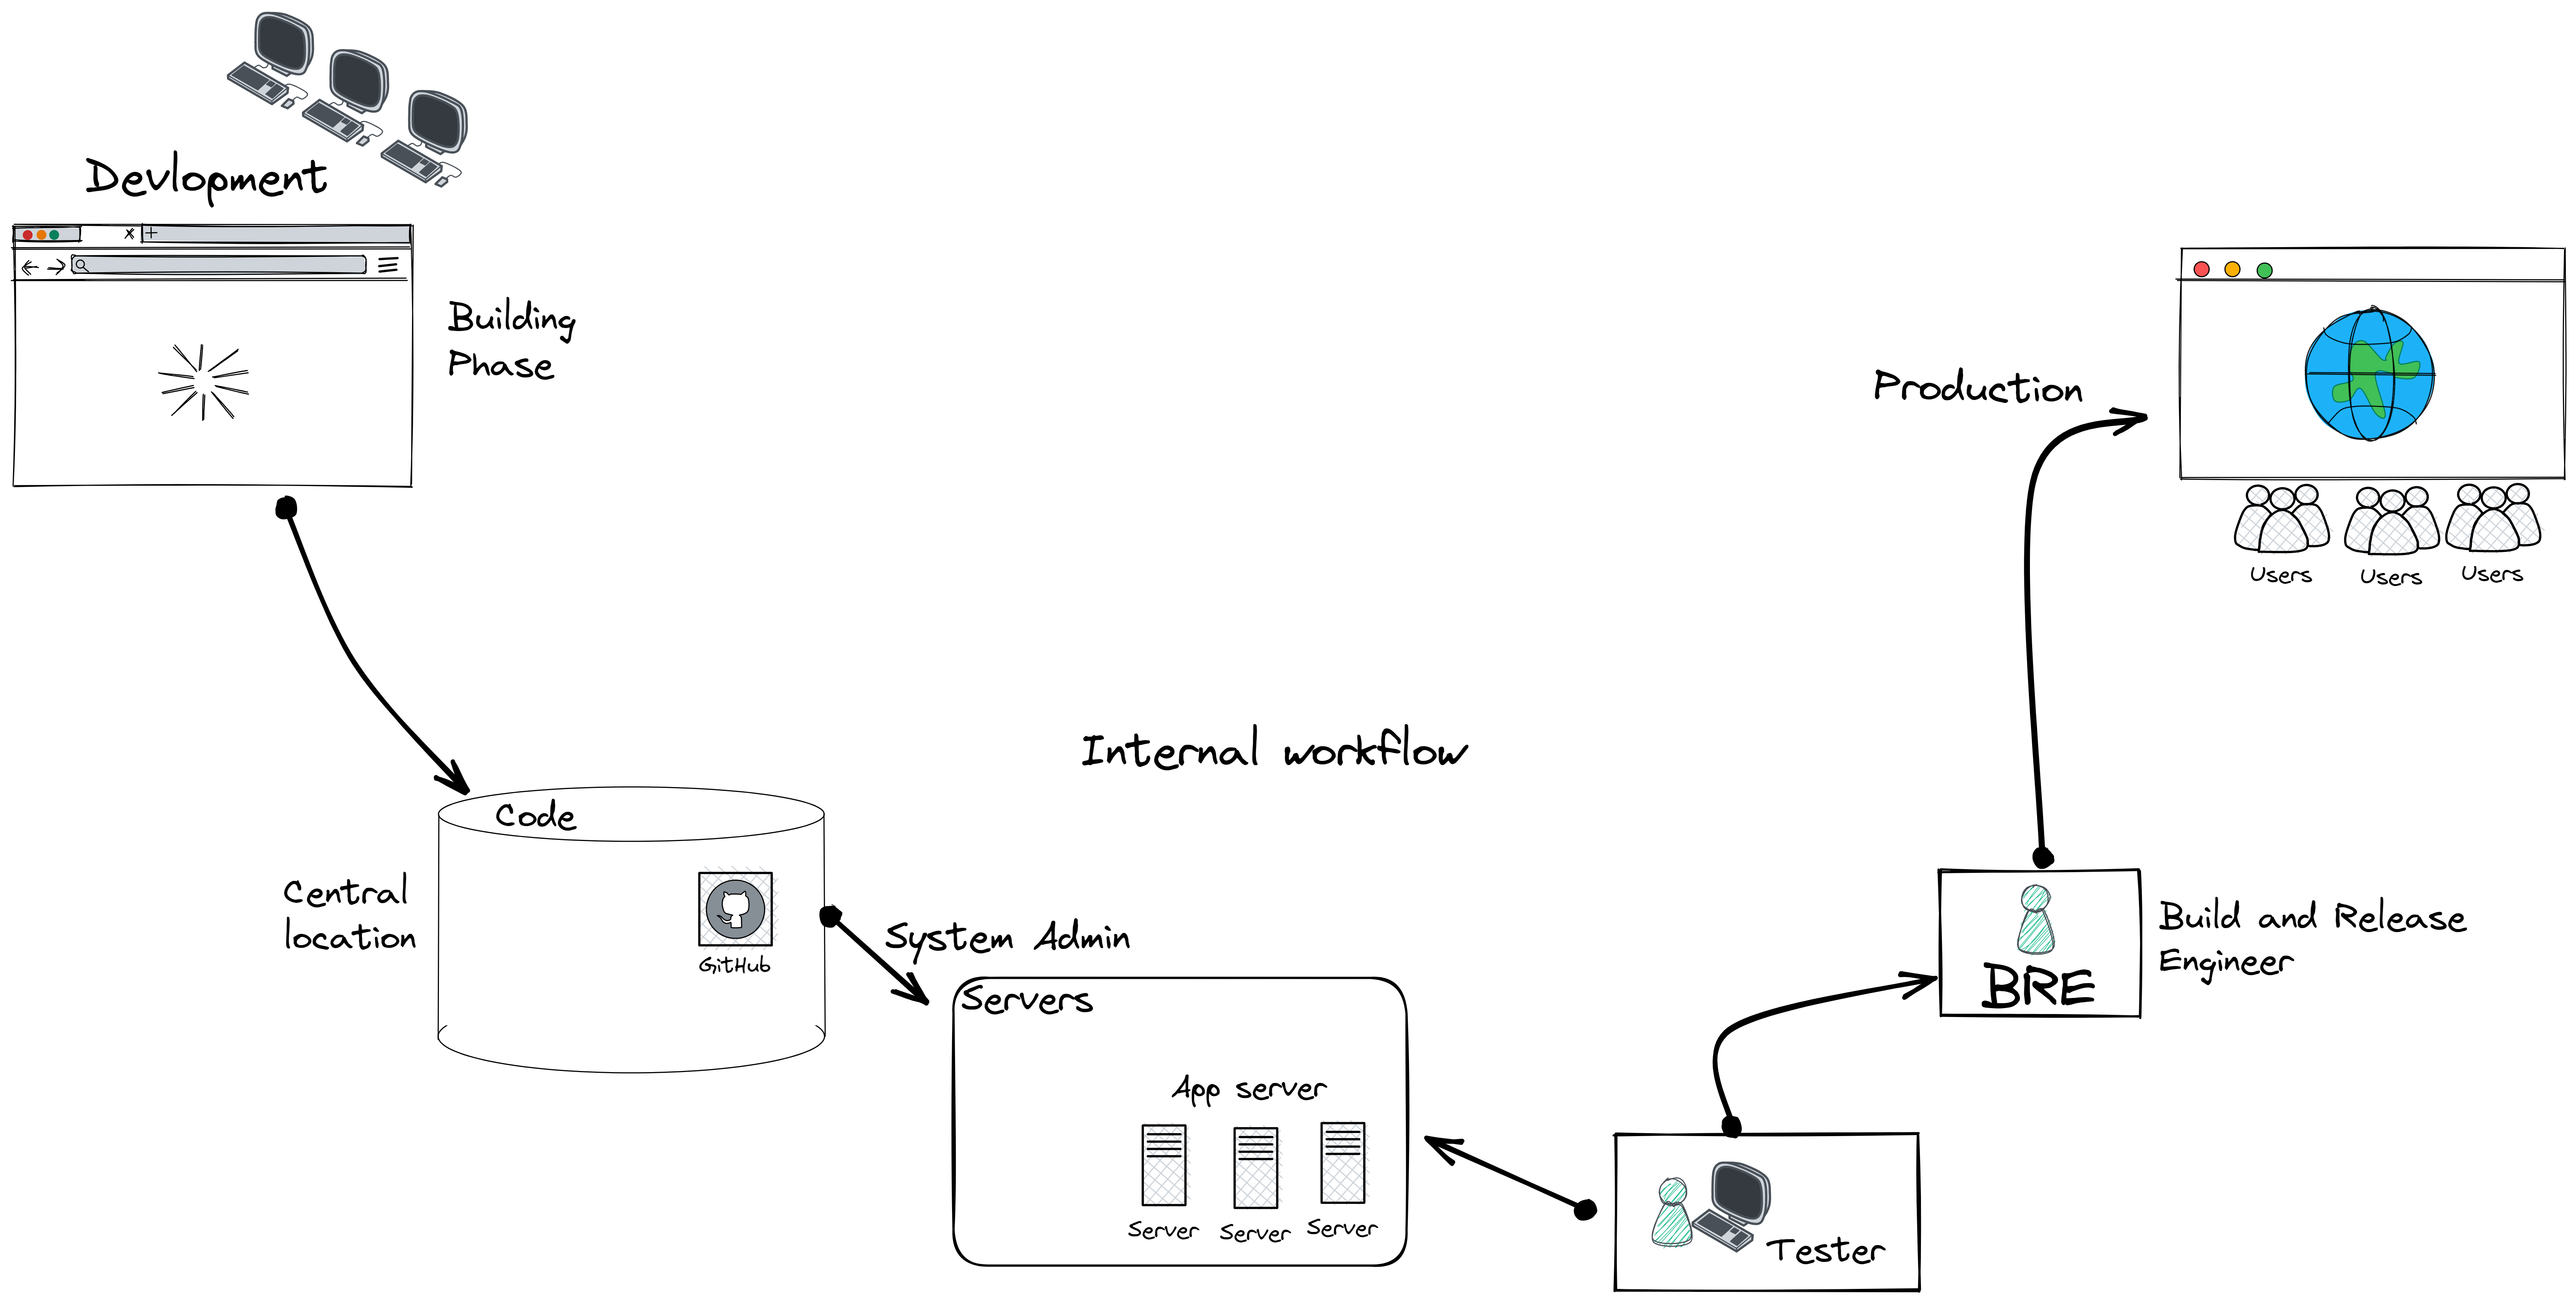 Devlopment
Building
Phase
Production
Users
Users
Users
Internal workflow
Code
Central
location
GitHub
System Admin
Servers
App server
Server
Server
Server
BRE
Build and Release
Engineer
Tester